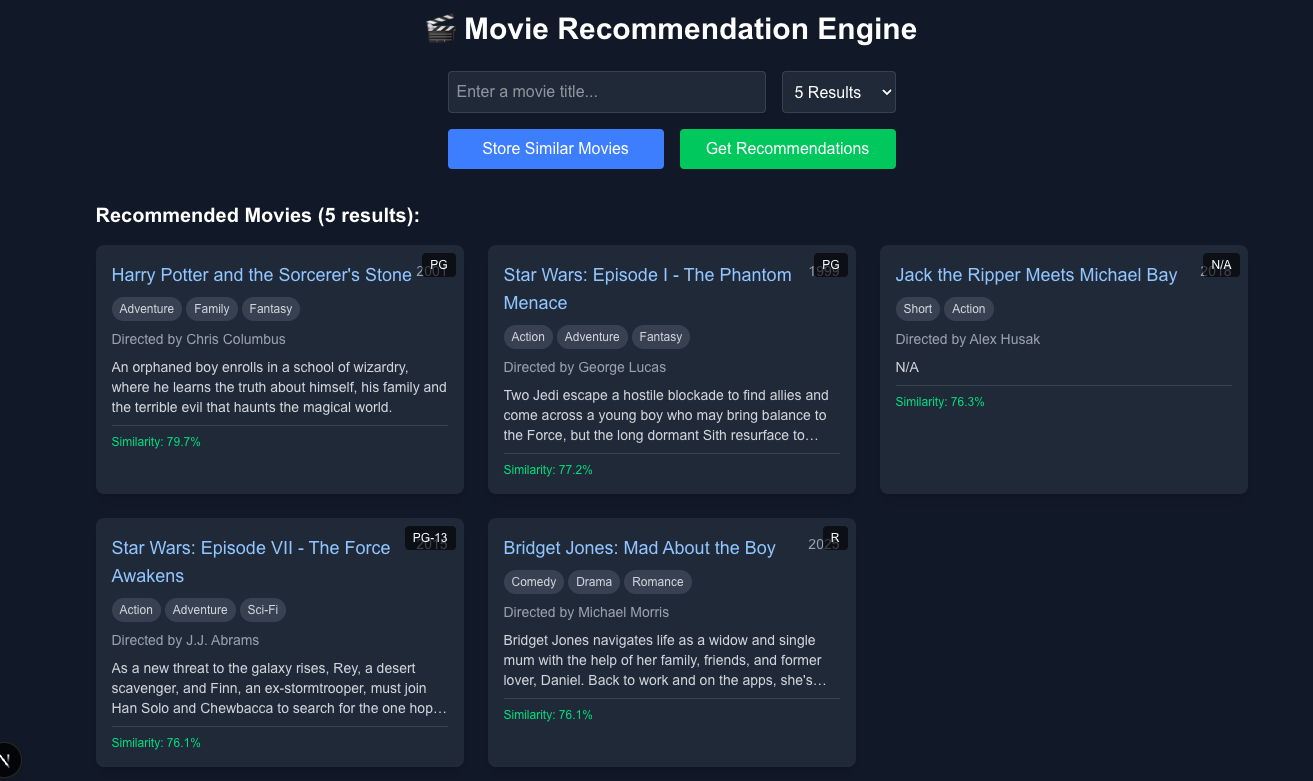 🎬 Movie Recommendation Engine
Enter a movie title...
5 Results
Store Similar Movies
Get Recommendations
Recommended Movies (5 results):
Harry Potter and the Sorcerer's Stone
2001
PG
Adventure Family Fantasy
Directed by Chris Columbus
An orphaned boy enrolls in a school of wizardry,
where he learns the truth about himself, his family and
the terrible evil that haunts the magical world.
Similarity: 79.7%
Star Wars: Episode I - The Phantom
Menace
1999
PG
Action Adventure Fantasy
Directed by George Lucas
Two Jedi escape a hostile blockade to find allies and
come across a young boy who may bring balance to
the Force, but the long dormant Sith resurface to…
Similarity: 77.2%
Jack the Ripper Meets Michael Bay
2018
N/A
Short Action
Directed by Alex Husak
N/A
Similarity: 76.3%
Star Wars: Episode VII - The Force
Awakens
2015
PG-13
Action Adventure Sci-Fi
Directed by J.J. Abrams
As a new threat to the galaxy rises, Rey, a desert
scavenger, and Finn, an ex-stormtrooper, must join
Han Solo and Chewbacca to search for the one hop…
Similarity: 76.1%
Bridget Jones: Mad About the Boy
2025
R
Comedy Drama Romance
Directed by Michael Morris
Bridget Jones navigates life as a widow and single
mum with the help of her family, friends, and former
lover, Daniel. Back to work and on the apps, she's…
Similarity: 76.1%
N